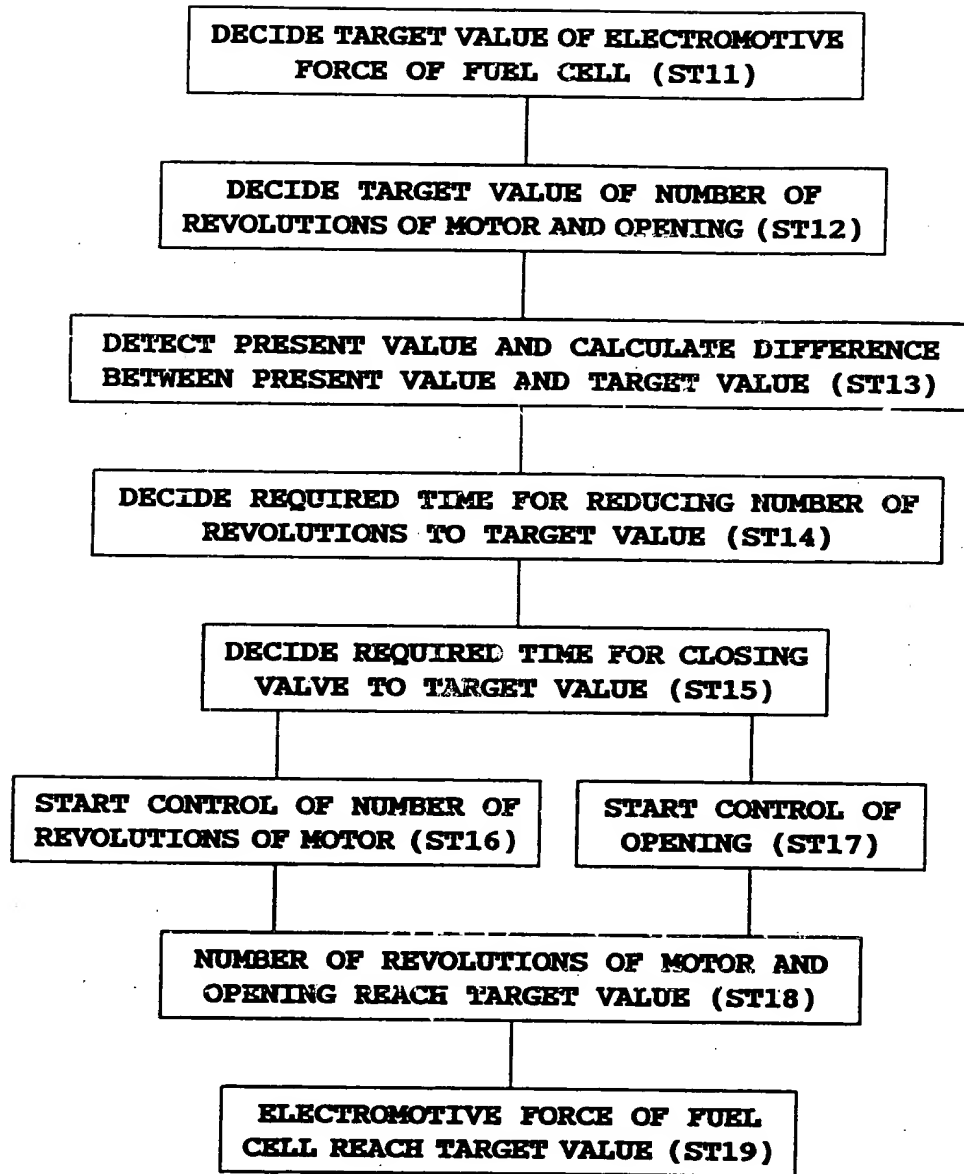 DECIDE TARGET VALUE OF ELECTROMOTIVE
FORCE OF FUEL CELL (ST11)
DECIDE TARGET VALUE OF NUMBER OF
REVOLUTIONS OF MOTOR AND OPENING (ST12)
DETECT PRESENT VALUE AND CALCULATE DIFFERENCE
BETWEEN PRESENT VALUE AND TARGET VALUE (ST13)
DECIDE REQUIRED TIME FOR REDUCING NUMBER OF
REVOLUTIONS TO TARGET VALUE (ST14)
DECIDE REQUIRED TIME FOR CLOSING
VALVE TO TARGET VALUE (ST15)
START CONTROL OF NUMBER OF
REVOLUTIONS OF MOTOR (ST16)
START CONTROL OF
OPENING (ST17)
NUMBER OF REVOLUTIONS OF MOTOR AND
OPENING REACH TARGET VALUE (ST18)
ELECTROMOTIVE FORCE OF FUEL
CELL REACH TARGET VALUE (ST19)